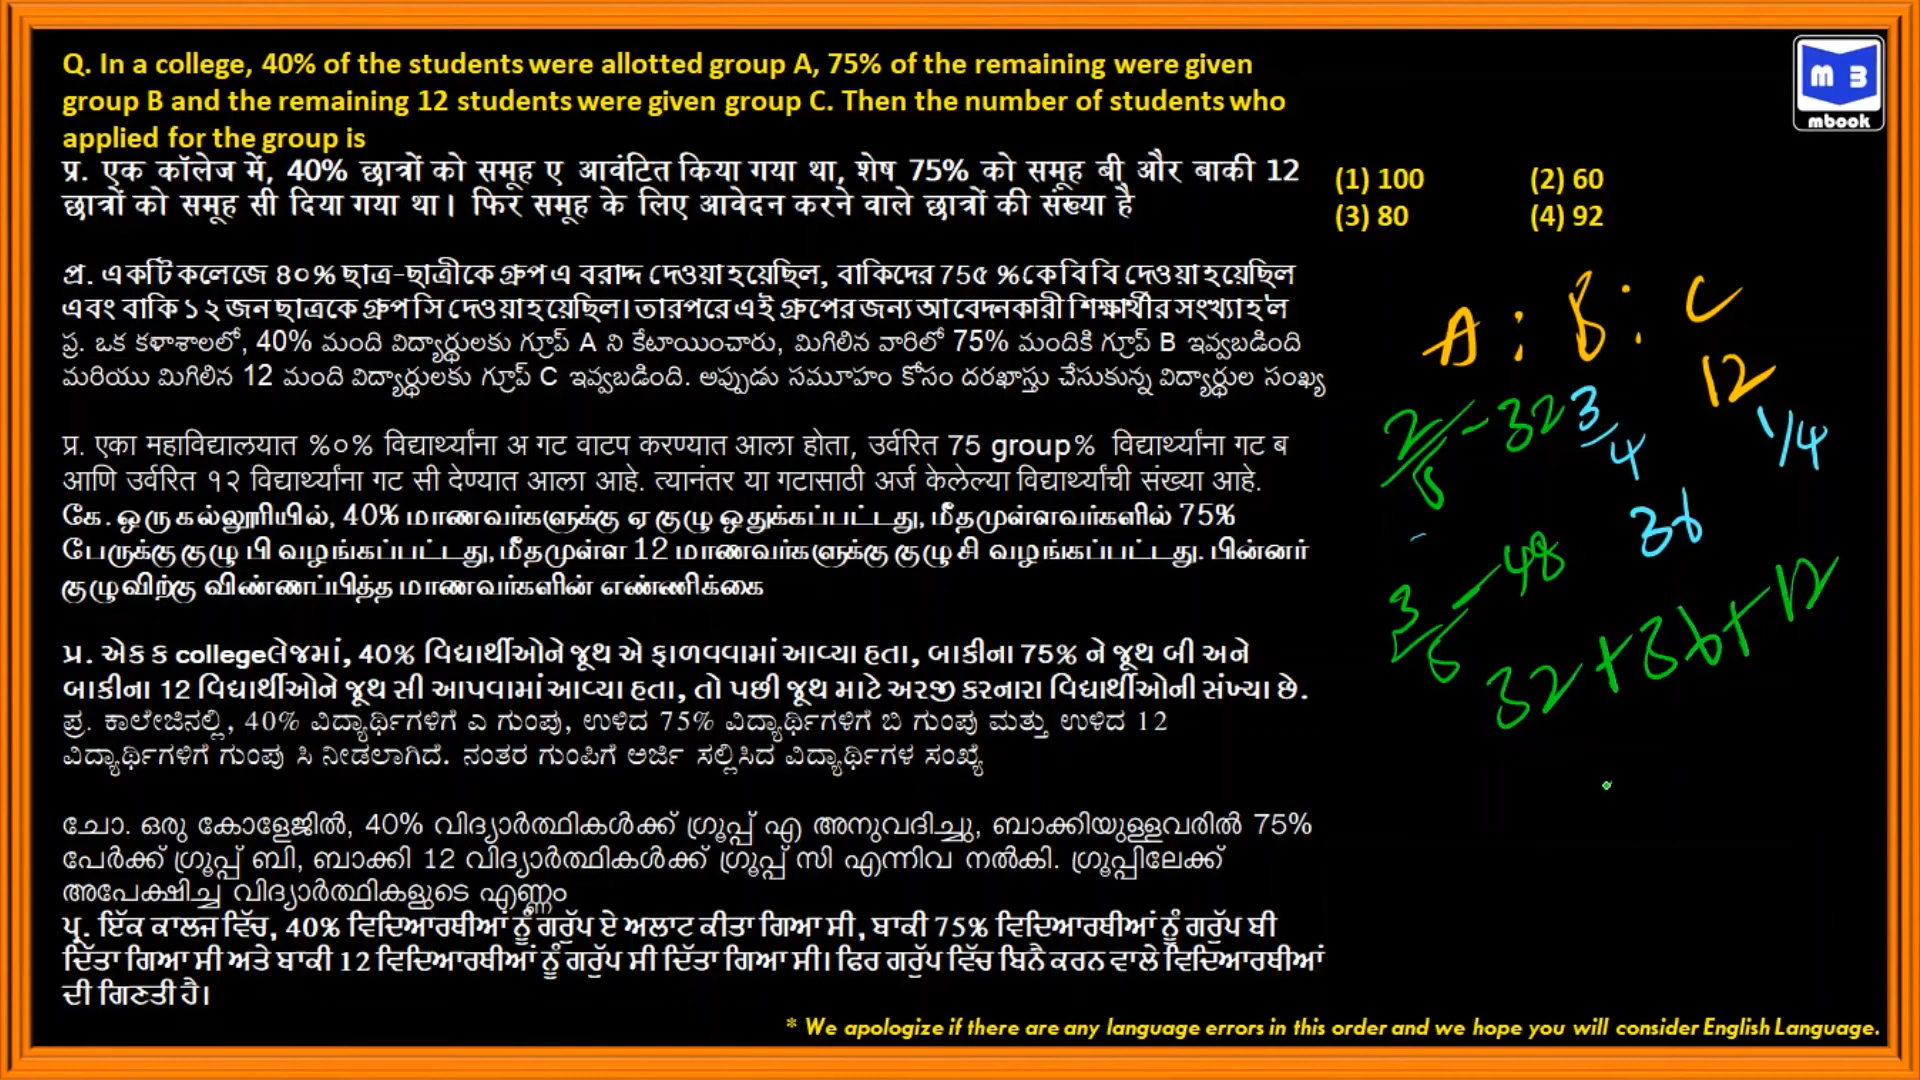 Q. In a college, 40% of the students were allotted group A, 75% of the remaining were given
group B and the remaining 12 students were given group C. Then the number of students who
applied for the group is
प्र. एक कॉलेज में, 40% छात्रों को समूह ए आवंटित किया गया था, शेष 75% को समूह बी और बाकी 12
छात्रों को समूह सी दिया गया था। फिर समूह के लिए आवेदन करने वाले छात्रों की संख्या है
(1) 100 (2) 60
(3) 80 (4) 92
প্র. একটি কলেজে ৪০% ছাত্র-ছাত্রীকে গ্রুপ এ বরাদ্দ দেওয়া হয়েছিল, বাকিদের 75৫ % কে বি বি দেওয়া হয়েছিল
এবং বাকি ১২ জন ছাত্রকে গ্রুপ সি দেওয়া হয়েছিল। তারপরে এই গ্রুপের জন্য আবেদনকারী শিক্ষার্থীর সংখ্যা হ'ল
ప్ర. ఒక కళాశాలలో, 40% మంది విద్యార్థులకు గ్రూప్ A ని కేటాయించారు, మిగిలిన వారిలో 75% మందికి గ్రూప్ B ఇవ్వబడింది
మరియు మిగిలిన 12 మంది విద్యార్థులకు గ్రూప్ C ఇవ్వబడింది. అప్పుడు సమూహం కోసం దరఖాస్తు చేసుకున్న విద్యార్థుల సంఖ్య
प्र. एका महाविद्यालयात %०% विद्यार्थ्यांना अ गट वाटप करण्यात आला होता, उर्वरित 75 group% विद्यार्थ्यांना गट ब
आणि उर्वरित १२ विद्यार्थ्यांना गट सी देण्यात आला आहे. त्यानंतर या गटासाठी अर्ज केलेल्या विद्यार्थ्यांची संख्या आहे.
கே. ஒரு கல்லூரியில், 40% மாணவர்களுக்கு ஏ குழு ஒதுக்கப்பட்டது, மீதமுள்ளவர்களில் 75%
பேருக்கு குழு பி வழங்கப்பட்டது, மீதமுள்ள 12 மாணவர்களுக்கு குழு சி வழங்கப்பட்டது. பின்னர்
குழுவிற்கு விண்ணப்பித்த மாணவர்களின் எண்ணிக்கை
પ્ર. એક ક collegeલેજમાં, 40% વિદ્યાર્થીઓને જૂથ એ ફાળવવામાં આવ્યા હતા, બાકીના 75% ને જૂથ બી અને
બાકીના 12 વિદ્યાર્થીઓને જૂથ સી આપવામાં આવ્યા હતા, તો પછી જૂથ માટે અરજી કરનારા વિદ્યાર્થીઓની સંખ્યા છે.
ಪ್ರ. ಕಾಲೇಜಿನಲ್ಲಿ, 40% ವಿದ್ಯಾರ್ಥಿಗಳಿಗೆ ಎ ಗುಂಪು, ಉಳಿದ 75% ವಿದ್ಯಾರ್ಥಿಗಳಿಗೆ ಬಿ ಗುಂಪು ಮತ್ತು ಉಳಿದ 12
ವಿದ್ಯಾರ್ಥಿಗಳಿಗೆ ಗುಂಪು ಸಿ ನೀಡಲಾಗಿದೆ. ನಂತರ ಗುಂಪಿಗೆ ಅರ್ಜಿ ಸಲ್ಲಿಸಿದ ವಿದ್ಯಾರ್ಥಿಗಳ ಸಂಖ್ಯೆ
ചോ. ഒരു കോളേജിൽ, 40% വിദ്യാർത്ഥികൾക്ക് ഗ്രൂപ്പ് എ അനുവദിച്ചു, ബാക്കിയുള്ളവരിൽ 75%
പേർക്ക് ഗ്രൂപ്പ് ബി, ബാക്കി 12 വിദ്യാർത്ഥികൾക്ക് ഗ്രൂപ്പ് സി എന്നിവ നൽകി. ഗ്രൂപ്പിലേക്ക്
അപേക്ഷിച്ച വിദ്യാർത്ഥികളുടെ എണ്ണം
ਪ੍ਰ. ਇੱਕ ਕਾਲਜ ਵਿੱਚ, 40% ਵਿਦਿਆਰਥੀਆਂ ਨੂੰ ਗਰੁੱਪ ਏ ਅਲਾਟ ਕੀਤਾ ਗਿਆ ਸੀ, ਬਾਕੀ 75% ਵਿਦਿਆਰਥੀਆਂ ਨੂੰ ਗਰੁੱਪ ਬੀ
ਦਿੱਤਾ ਗਿਆ ਸੀ ਅਤੇ ਬਾਕੀ 12 ਵਿਦਿਆਰਥੀਆਂ ਨੂੰ ਗਰੁੱਪ ਸੀ ਦਿੱਤਾ ਗਿਆ ਸੀ। ਫਿਰ ਗਰੁੱਪ ਵਿੱਚ ਬਿਨੈ ਕਰਨ ਵਾਲੇ ਵਿਦਿਆਰਥੀਆਂ
ਦੀ ਗਿਣਤੀ ਹੈ।
M 3
mbook
A : B : C
12
2/5 - 32 3/4 1/4
36
3/5 - 48
32 + 36 + 12
* We apologize if there are any language errors in this order and we hope you will consider English Language.